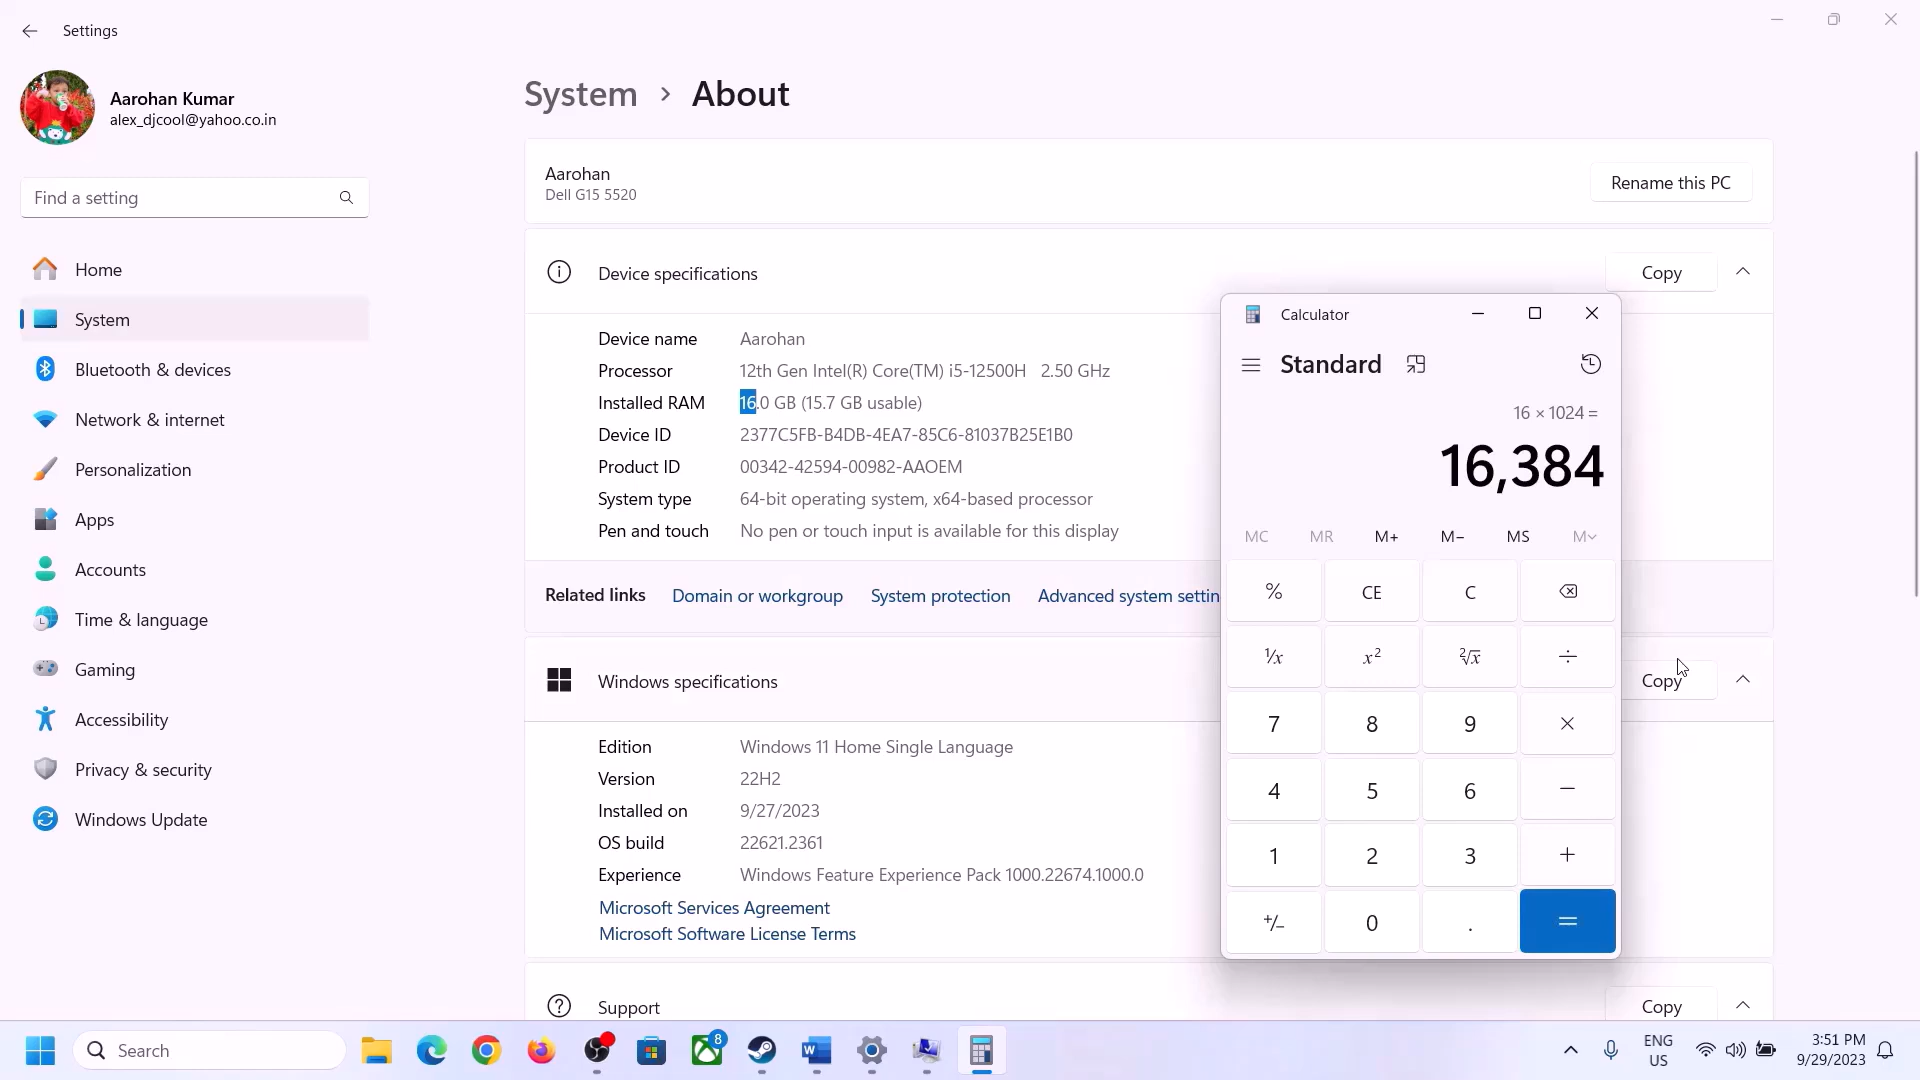 Settings
Aarohan Kumar
alex_djcool@yahoo.co.in
Find a setting
Home
System
Bluetooth & devices
Network & internet
Personalization
Apps
Accounts
Time & language
Gaming
Accessibility
Privacy & security
Windows Update
System > About
Aarohan
Dell G15 5520
Rename this PC
Device specifications
Copy
Device name Aarohan
Processor 12th Gen Intel(R) Core(TM) i5-12500H 2.50 GHz
Installed RAM 16.0 GB (15.7 GB usable)
Device ID 2377C5FB-B4DB-4EA7-85C6-81037B25E1B0
Product ID 00342-42594-00982-AAOEM
System type 64-bit operating system, x64-based processor
Pen and touch No pen or touch input is available for this display
Related links Domain or workgroup System protection Advanced system settin
Windows specifications
Copy
Edition Windows 11 Home Single Language
Version 22H2
Installed on 9/27/2023
OS build 22621.2361
Experience Windows Feature Experience Pack 1000.22674.1000.0
Microsoft Services Agreement
Microsoft Software License Terms
Support
Copy
Calculator
Standard
16 × 1024 =
16,384
MC MR M+ M− MS M
% CE C
¹/x x² ²√x ÷
7 8 9 ×
4 5 6 −
1 2 3 +
+/− 0 . =
Search
8
ENG
US
3:51 PM
9/29/2023